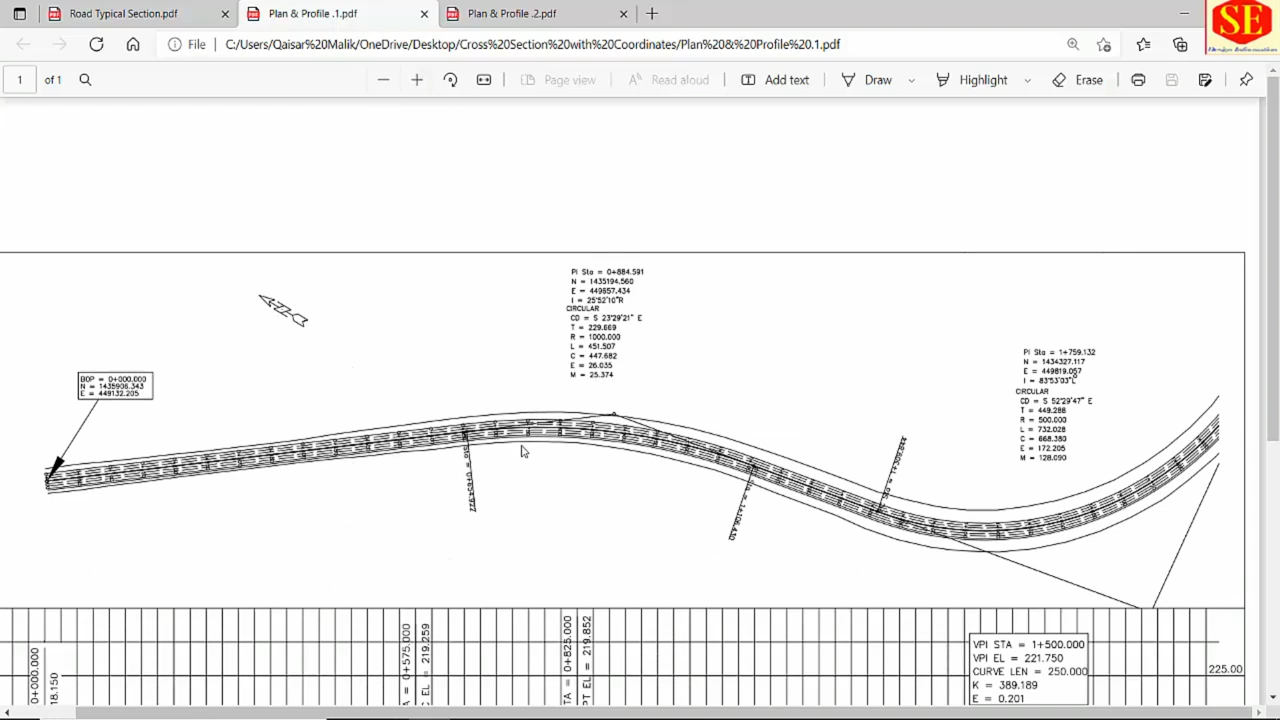 Road Typical Section.pdf
Plan & Profile .1.pdf
Plan & Profile .2.pdf
SE
File
C:/Users/Qaisar%20Malik/OneDrive/Desktop/Cross%20Section%20with%20Coordinates/Plan%20&%20Profile%20.1.pdf
1 of 1
Page view
Read aloud
Add text
Draw
Highlight
Erase
PI Sta = 0+884.591
N = 1435194.560
E = 449657.434
I = 25°52'10"R
CIRCULAR
CD = S 23°29'21" E
T = 229.669
R = 1000.000
L = 451.507
C = 447.682
E = 26.035
M = 25.374
PI Sta = 1+759.132
N = 1434327.117
E = 449819.057
I = 83°53'03"L
CIRCULAR
CD = S 52°29'47" E
T = 449.288
R = 500.000
L = 732.028
C = 668.380
E = 172.205
M = 128.090
BOP = 0+000.000
N = 1435906.343
E = 449132.205
0+000.000
18.150
A = 0+575.000
C EL = 219.259
TA = 0+825.000
PT EL = 219.852
VPI STA = 1+500.000
VPI EL = 221.750
CURVE LEN = 250.000
K = 389.189
E = 0.201
225.00